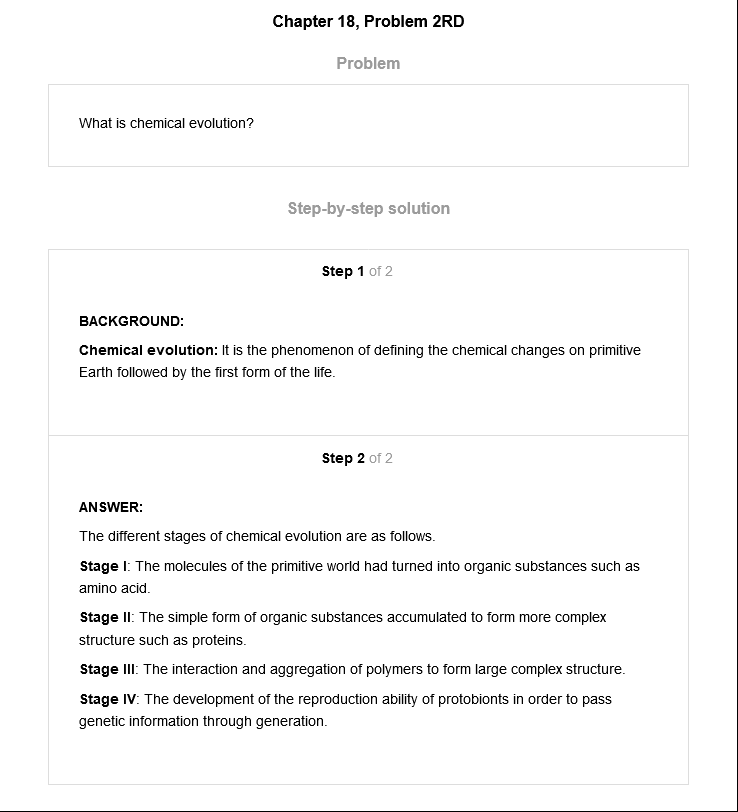 Chapter 18, Problem 2RD
Problem
What is chemical evolution?
Step-by-step solution
Step 1 of 2
BACKGROUND:
Chemical evolution: It is the phenomenon of defining the chemical changes on primitive
Earth followed by the first form of the life.
Step 2 of 2
ANSWER:
The different stages of chemical evolution are as follows.
Stage I: The molecules of the primitive world had turned into organic substances such as
amino acid.
Stage II: The simple form of organic substances accumulated to form more complex
structure such as proteins.
Stage III: The interaction and aggregation of polymers to form large complex structure.
Stage IV: The development of the reproduction ability of protobionts in order to pass
genetic information through generation.